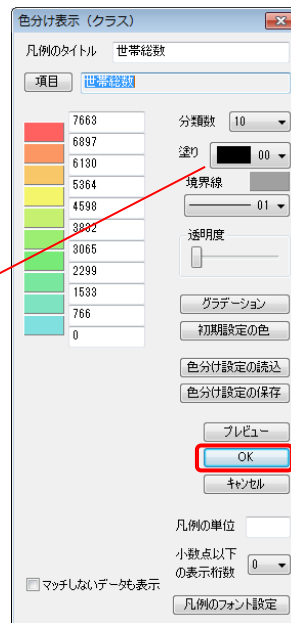 色分け表示（クラス）
凡例のタイトル 世帯総数
項目 世帯総数
7663
6897
6130
5364
4598
3832
3065
2299
1533
766
0
分類数 10
塗り 00
境界線
01
透明度
グラデーション
初期設定の色
色分け設定の読込
色分け設定の保存
プレビュー
OK
キャンセル
凡例の単位
小数点以下
の表示桁数 0
マッチしないデータも表示
凡例のフォント設定